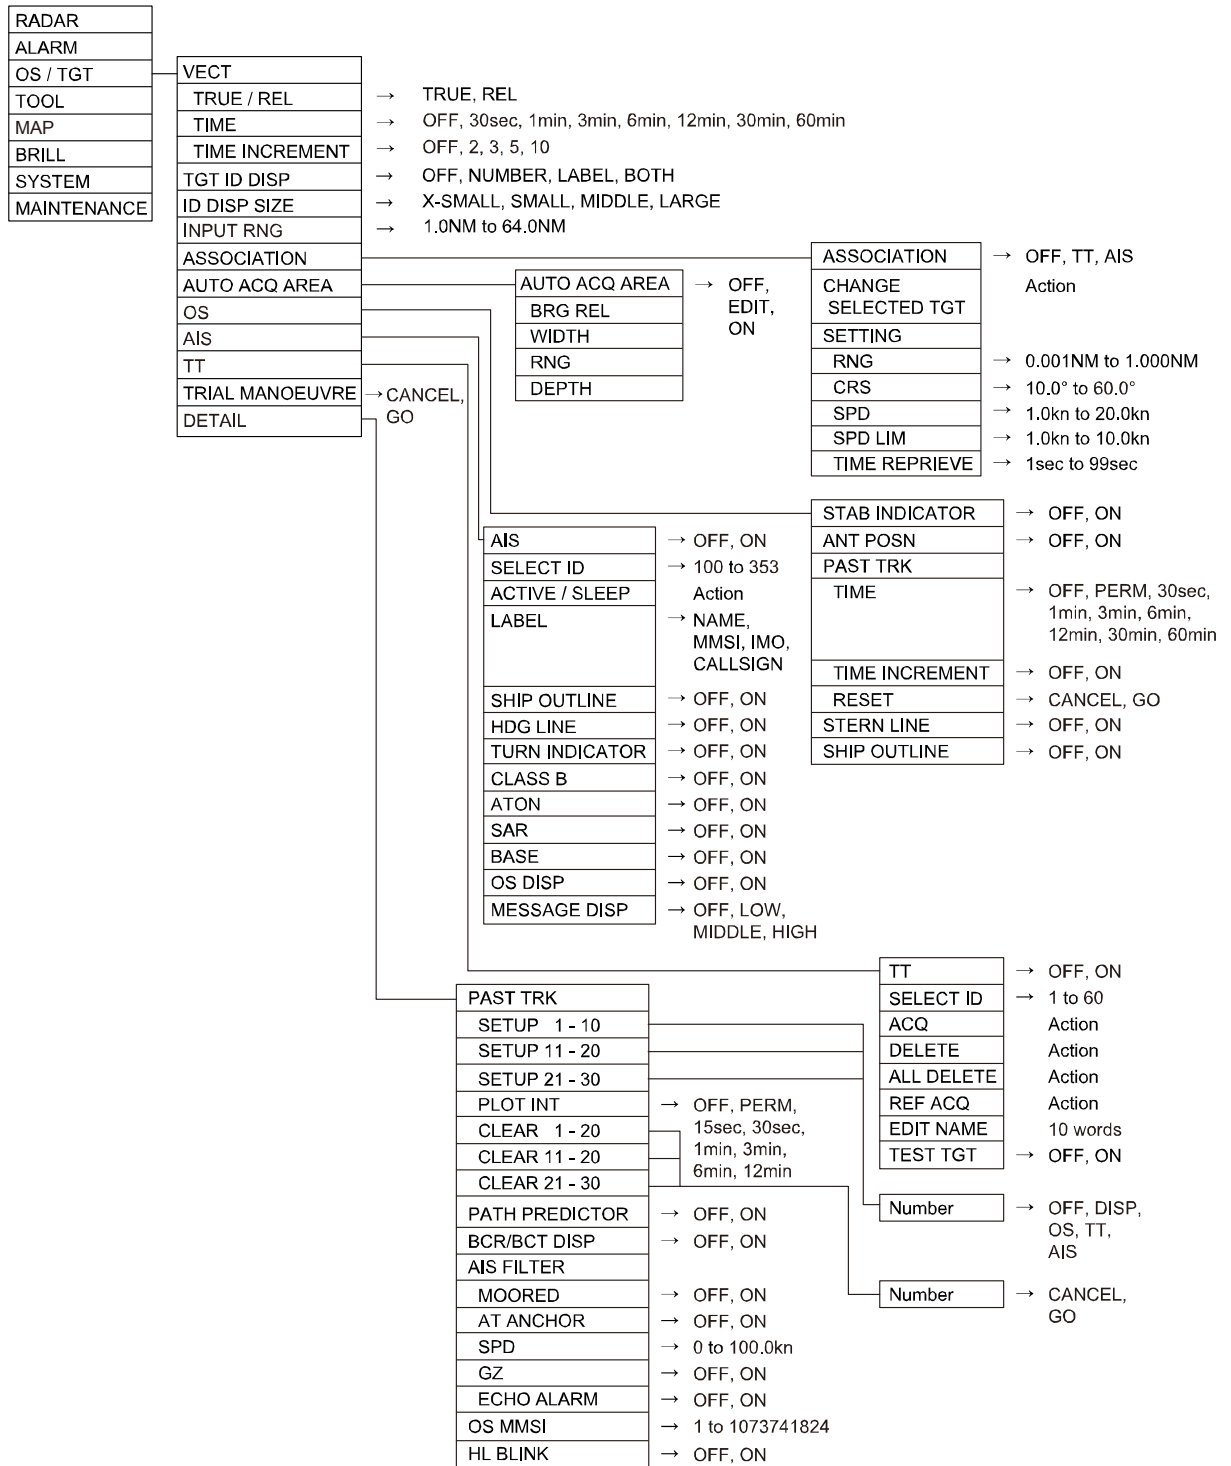 RADAR
ALARM
OS / TGT
TOOL
MAP
BRILL
SYSTEM
MAINTENANCE
VECT
TRUE / REL → TRUE, REL
TIME → OFF, 30sec, 1min, 3min, 6min, 12min, 30min, 60min
TIME INCREMENT → OFF, 2, 3, 5, 10
TGT ID DISP → OFF, NUMBER, LABEL, BOTH
ID DISP SIZE → X-SMALL, SMALL, MIDDLE, LARGE
INPUT RNG → 1.0NM to 64.0NM
ASSOCIATION
AUTO ACQ AREA
OS
AIS
TT
TRIAL MANOEUVRE → CANCEL,
GO
DETAIL
ASSOCIATION → OFF, TT, AIS
CHANGE Action
SELECTED TGT
SETTING
RNG → 0.001NM to 1.000NM
CRS → 10.0° to 60.0°
SPD → 1.0kn to 20.0kn
SPD LIM → 1.0kn to 10.0kn
TIME REPRIEVE → 1sec to 99sec
AUTO ACQ AREA → OFF,
EDIT,
ON
BRG REL
WIDTH
RNG
DEPTH
STAB INDICATOR → OFF, ON
ANT POSN → OFF, ON
PAST TRK
TIME → OFF, PERM, 30sec,
1min, 3min, 6min,
12min, 30min, 60min
TIME INCREMENT → OFF, ON
RESET → CANCEL, GO
STERN LINE → OFF, ON
SHIP OUTLINE → OFF, ON
AIS → OFF, ON
SELECT ID → 100 to 353
ACTIVE / SLEEP Action
LABEL → NAME,
MMSI, IMO,
CALLSIGN
SHIP OUTLINE → OFF, ON
HDG LINE → OFF, ON
TURN INDICATOR → OFF, ON
CLASS B → OFF, ON
ATON → OFF, ON
SAR → OFF, ON
BASE → OFF, ON
OS DISP → OFF, ON
MESSAGE DISP → OFF, LOW,
MIDDLE, HIGH
TT → OFF, ON
SELECT ID → 1 to 60
ACQ Action
DELETE Action
ALL DELETE Action
REF ACQ Action
EDIT NAME 10 words
TEST TGT → OFF, ON
PAST TRK
SETUP 1 - 10
SETUP 11 - 20
SETUP 21 - 30
PLOT INT → OFF, PERM,
15sec, 30sec,
1min, 3min,
6min, 12min
CLEAR 1 - 20
CLEAR 11 - 20
CLEAR 21 - 30
PATH PREDICTOR → OFF, ON
BCR/BCT DISP → OFF, ON
AIS FILTER
MOORED → OFF, ON
AT ANCHOR → OFF, ON
SPD → 0 to 100.0kn
GZ → OFF, ON
ECHO ALARM → OFF, ON
OS MMSI → 1 to 1073741824
HL BLINK → OFF, ON
Number → OFF, DISP,
OS, TT,
AIS
Number → CANCEL,
GO